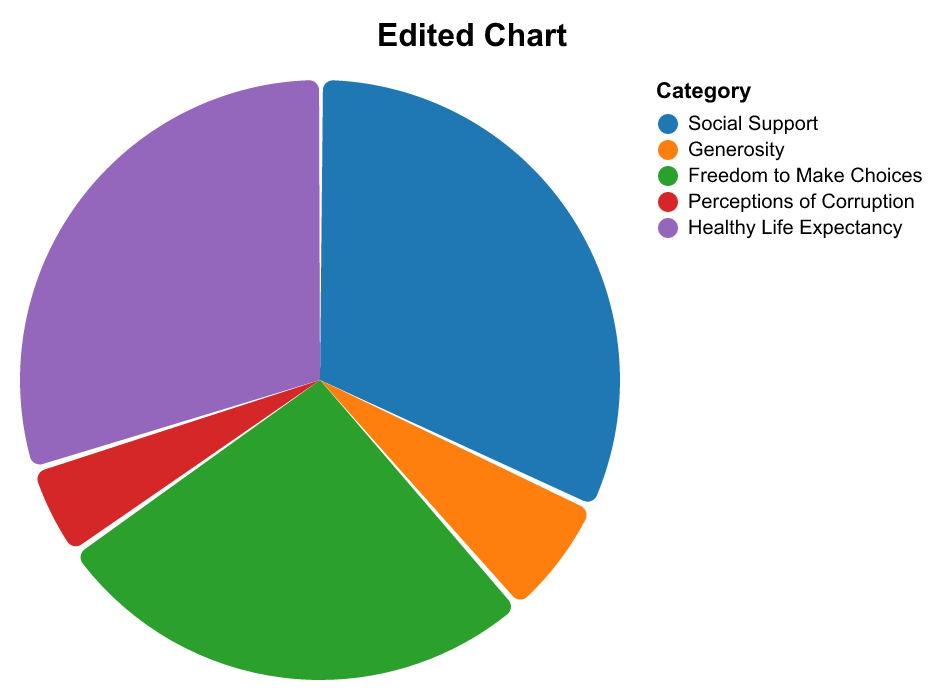 Edited Chart
Category
Social Support
Generosity
Freedom to Make Choices
Perceptions of Corruption
Healthy Life Expectancy